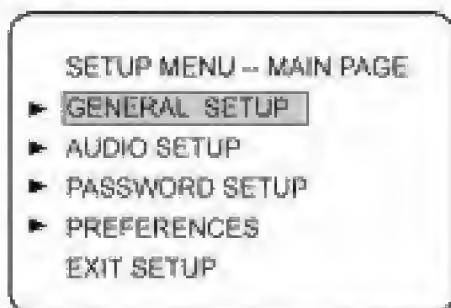 SETUP MENU -- MAIN PAGE
GENERAL SETUP
AUDIO SETUP
PASSWORD SETUP
PREFERENCES
EXIT SETUP